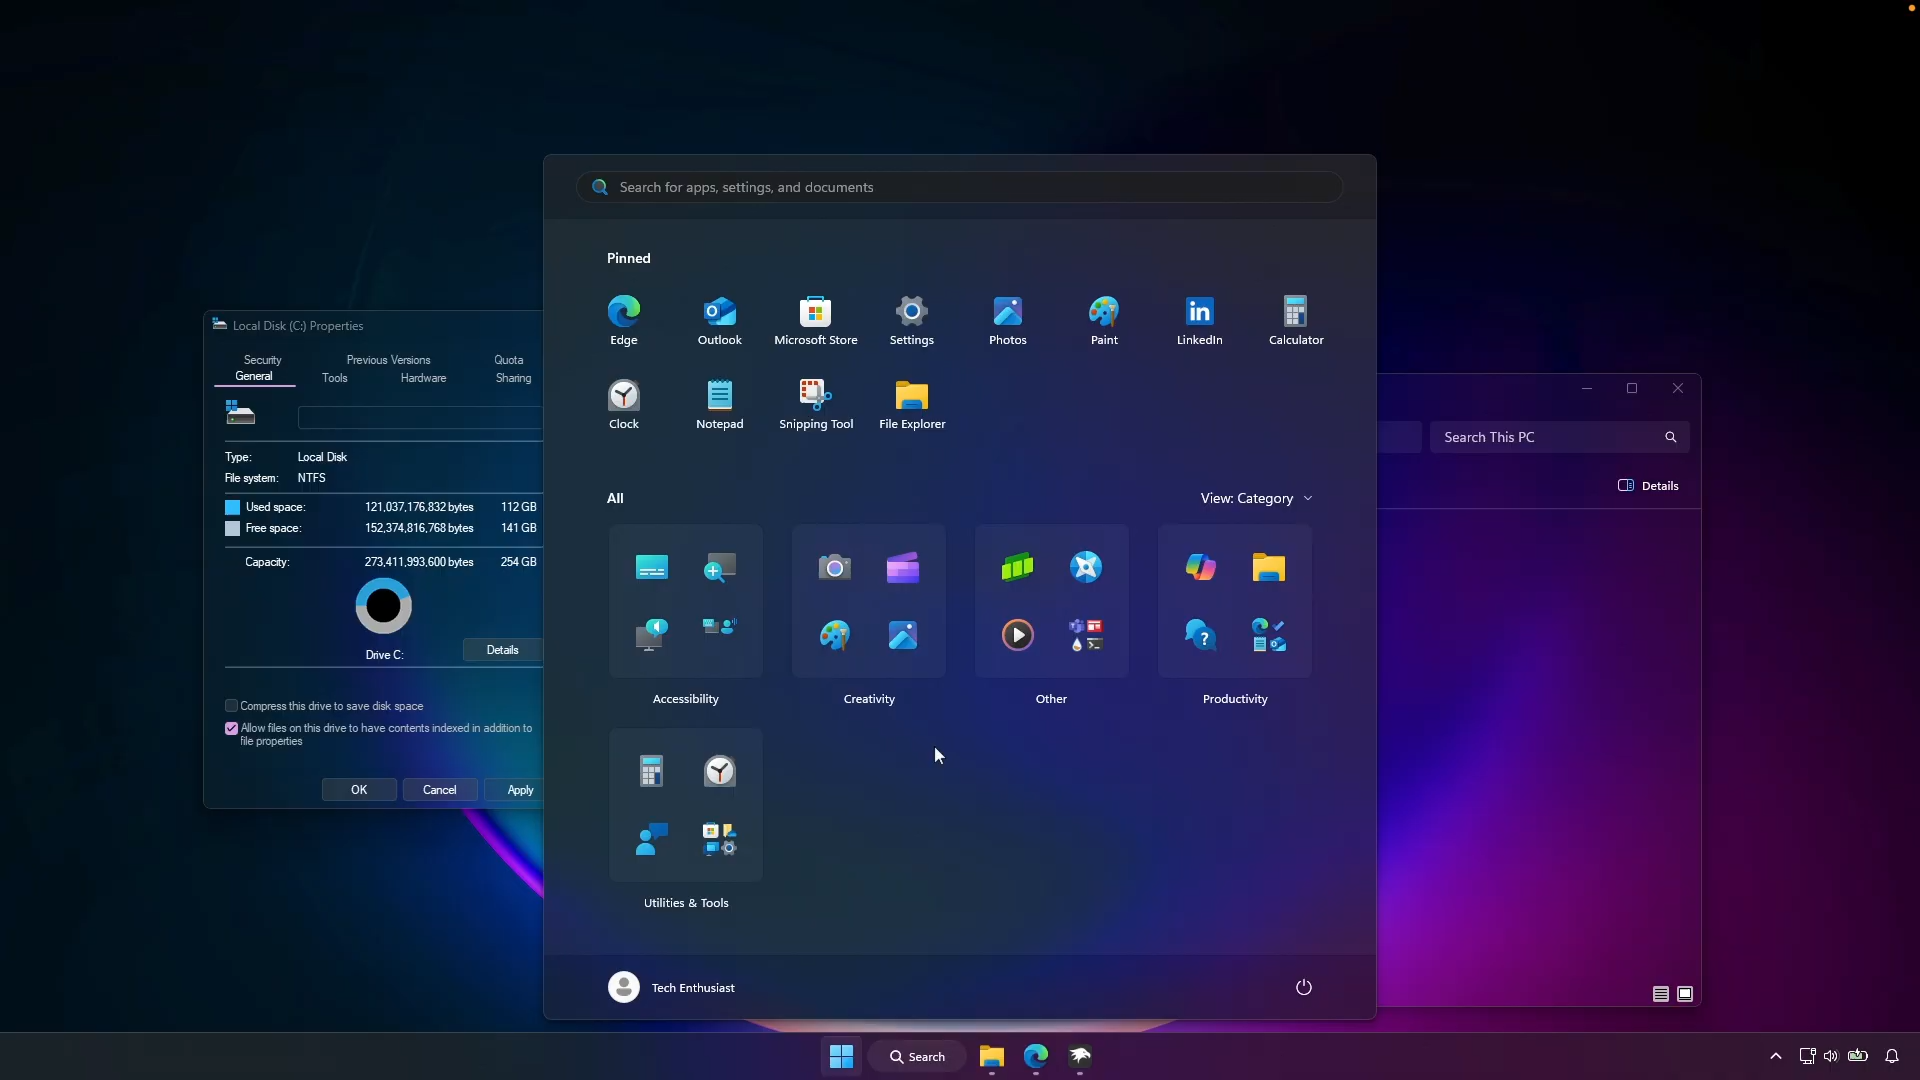 Search for apps, settings, and documents
Pinned
Edge
Outlook
Microsoft Store
Settings
Photos
Paint
LinkedIn
Calculator
Clock
Notepad
Snipping Tool
File Explorer
All
View: Category
Accessibility
Creativity
Other
Productivity
Utilities & Tools
Tech Enthusiast
Local Disk (C:) Properties
Security Previous Versions Quota
General Tools Hardware Sharing
Type: Local Disk
File system: NTFS
Used space: 121,037,176,832 bytes 112 GB
Free space: 152,374,816,768 bytes 141 GB
Capacity: 273,411,993,600 bytes 254 GB
Drive C:
Details
Compress this drive to save disk space
Allow files on this drive to have contents indexed in addition to
file properties
OK Cancel Apply
Search This PC
Details
Search